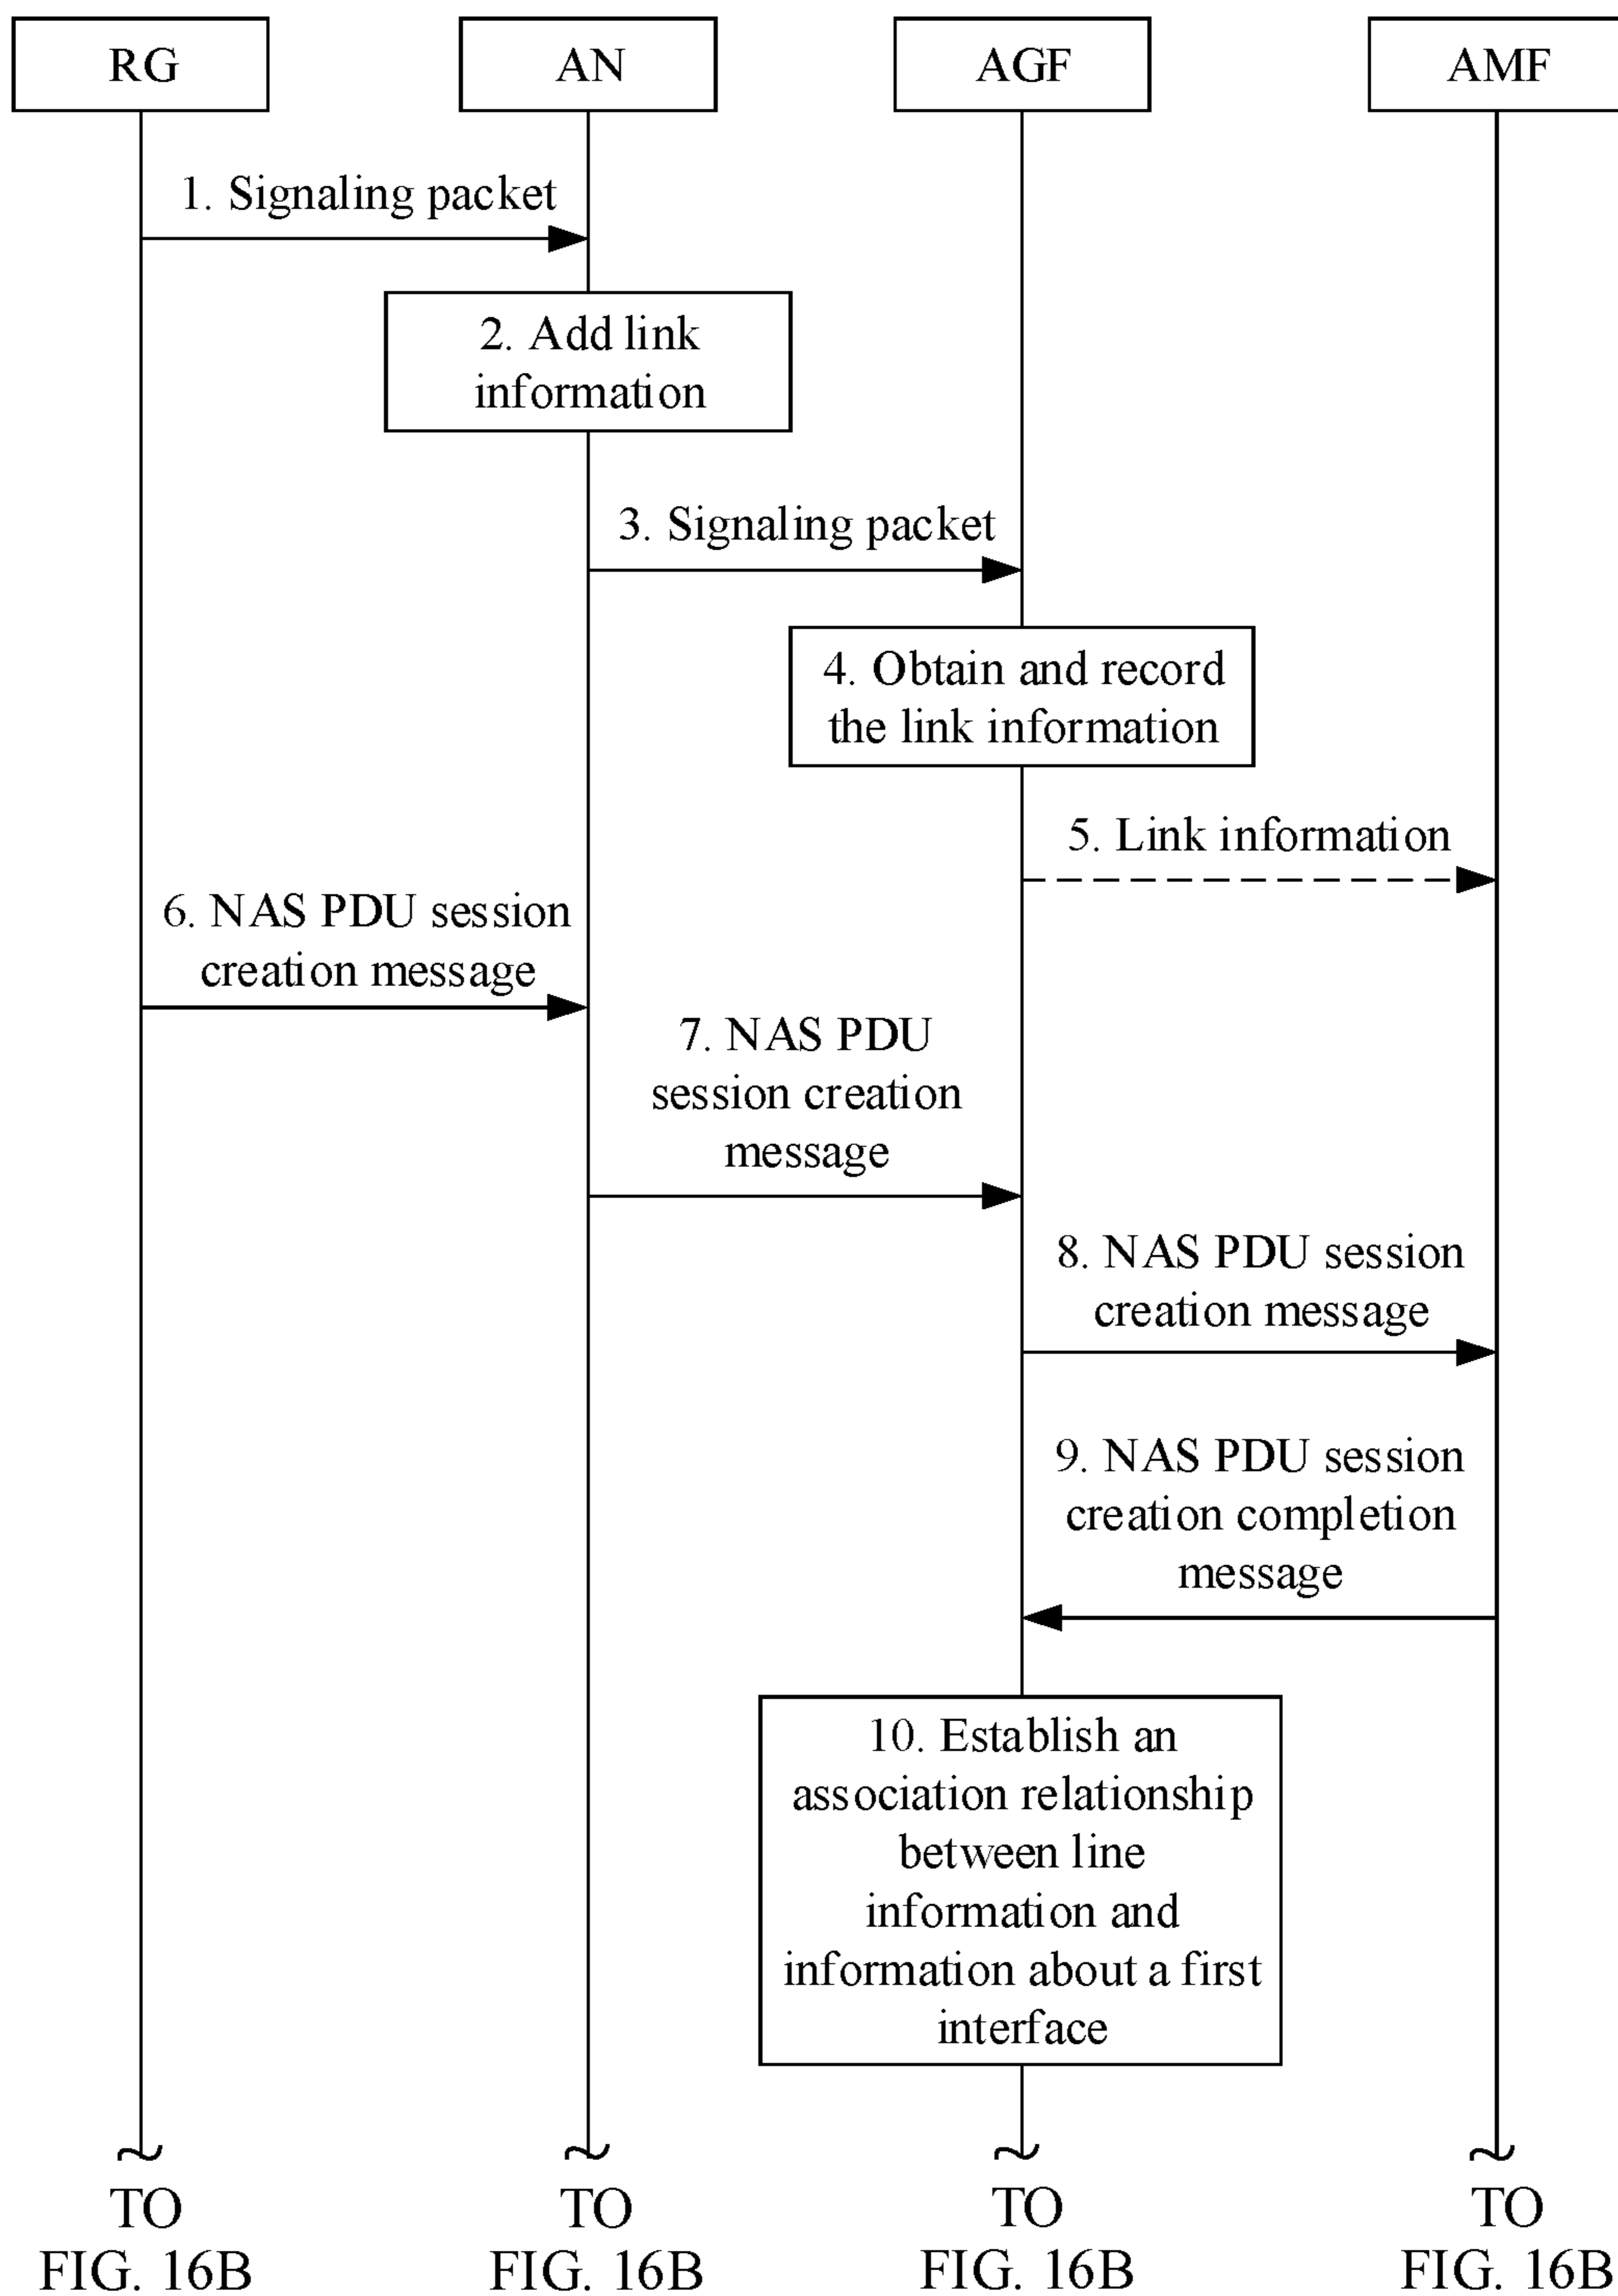 RG
AN
AGF
AMF
1. Signaling packet
2. Add link
information
3. Signaling packet
4. Obtain and record
the link information
5. Link information
6. NAS PDU session
creation message
7. NAS PDU
session creation
message
8. NAS PDU session
creation message
9. NAS PDU session
creation completion
message
10. Establish an
association relationship
between line
information and
information about a first
interface
TO
FIG. 16B
TO
FIG. 16B
TO
FIG. 16B
TO
FIG. 16B